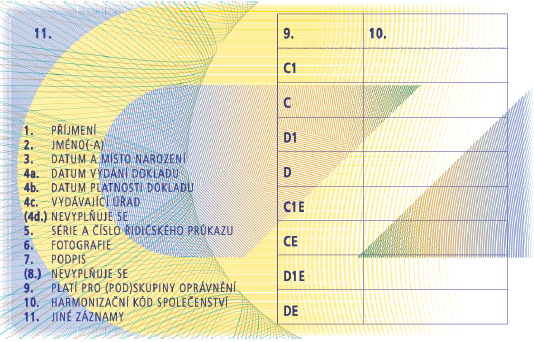 11.
1. PŘÍJMENÍ
2. JMÉNO(-A)
3. DATUM A MÍSTO NAROZENÍ
4a. DATUM VYDÁNÍ DOKLADU
4b. DATUM PLATNOSTI DOKLADU
4c. VYDÁVAJÍCÍ ÚŘAD
(4d.) NEVYPLŇUJE SE
5. SÉRIE A ČÍSLO ŘIDIČSKÉHO PRŮKAZU
6. FOTOGRAFIE
7. PODPIS
(8.) NEVYPLŇUJE SE
9. PLATÍ PRO (POD)SKUPINY OPRÁVNĚNÍ
10. HARMONIZAČNÍ KÓD SPOLEČENSTVÍ
11. JINÉ ZÁZNAMY
9. 10.
C1
C
D1
D
C1E
CE
D1E
DE